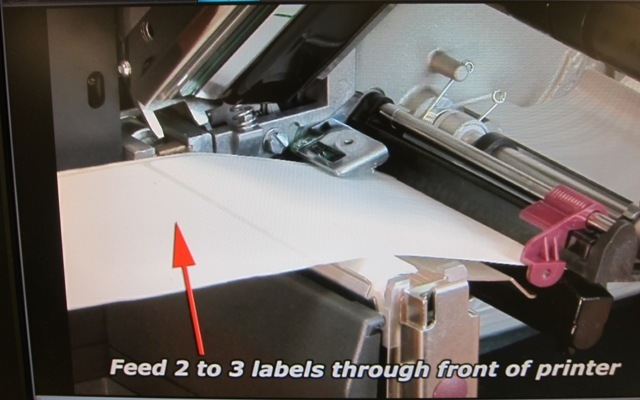 Feed 2 to 3 labels through front of printer